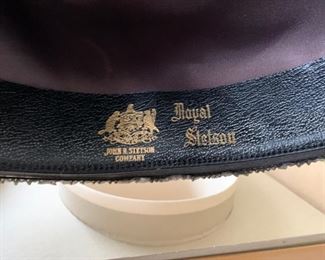 JOHN B. STETSON
COMPANY
Royal
Stetson